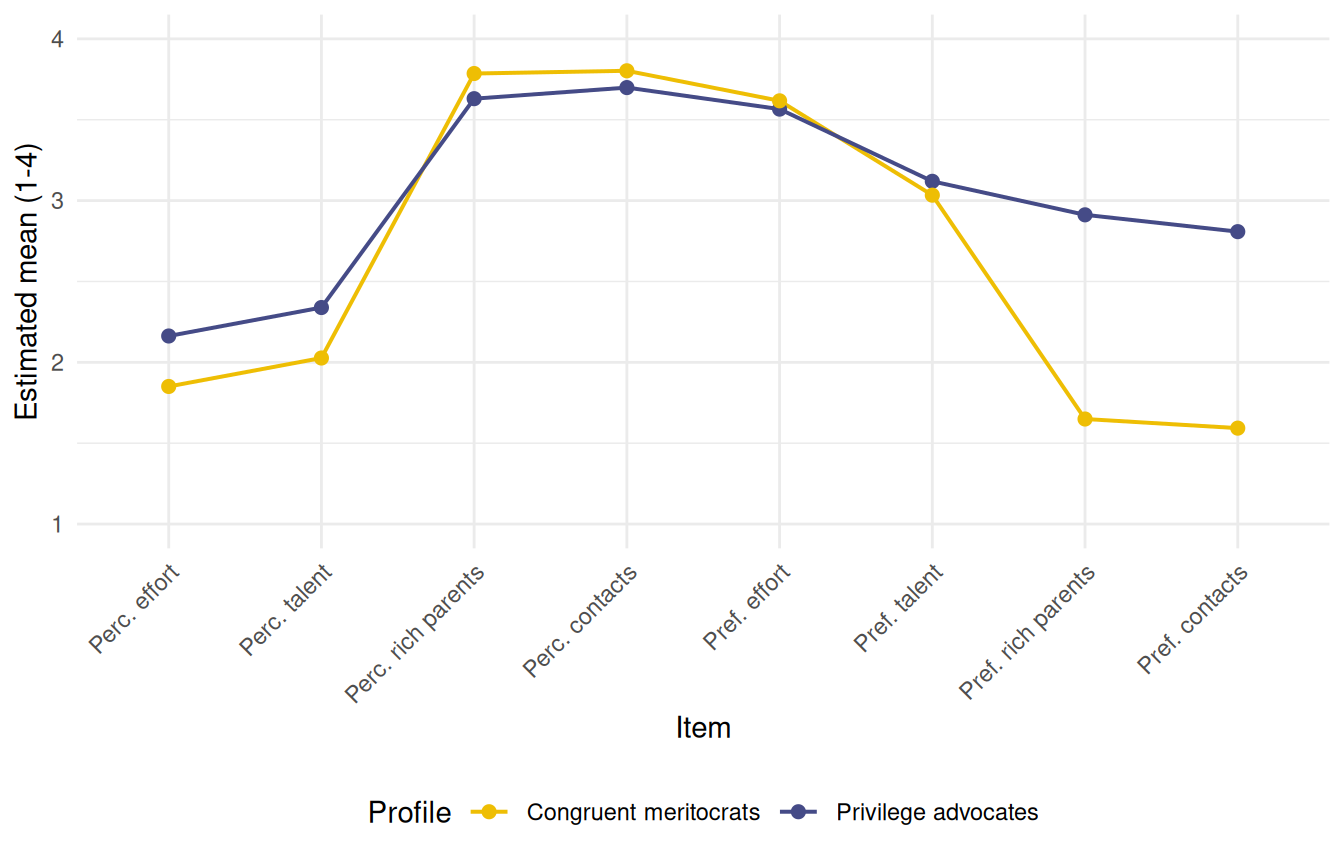 4
3
2
1
Estimated mean (1-4)
Perc. effort
Perc. talent
Perc. rich parents
Perc. contacts
Pref. effort
Pref. talent
Pref. rich parents
Pref. contacts
Item
Profile Congruent meritocrats Privilege advocates